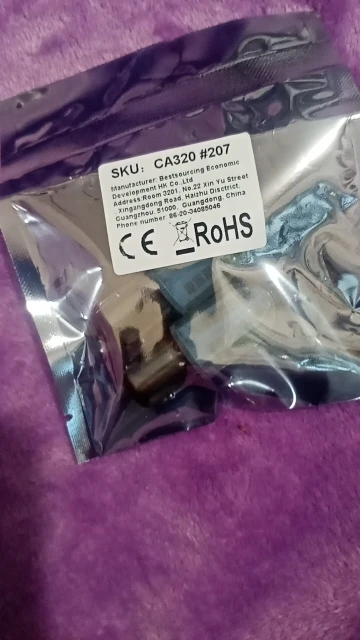 SKU: CA320 #207
Manufacturer: Bestsourcing Economic
Development HK Co.,Ltd
Address:Room 3201, No.22 Xin Yu Street
, Xingangdong Road, Haizhu Disctrict,
Guangzhou, 51000, Guangdong, China
Phone number: 86-20-34085046
CE RoHS